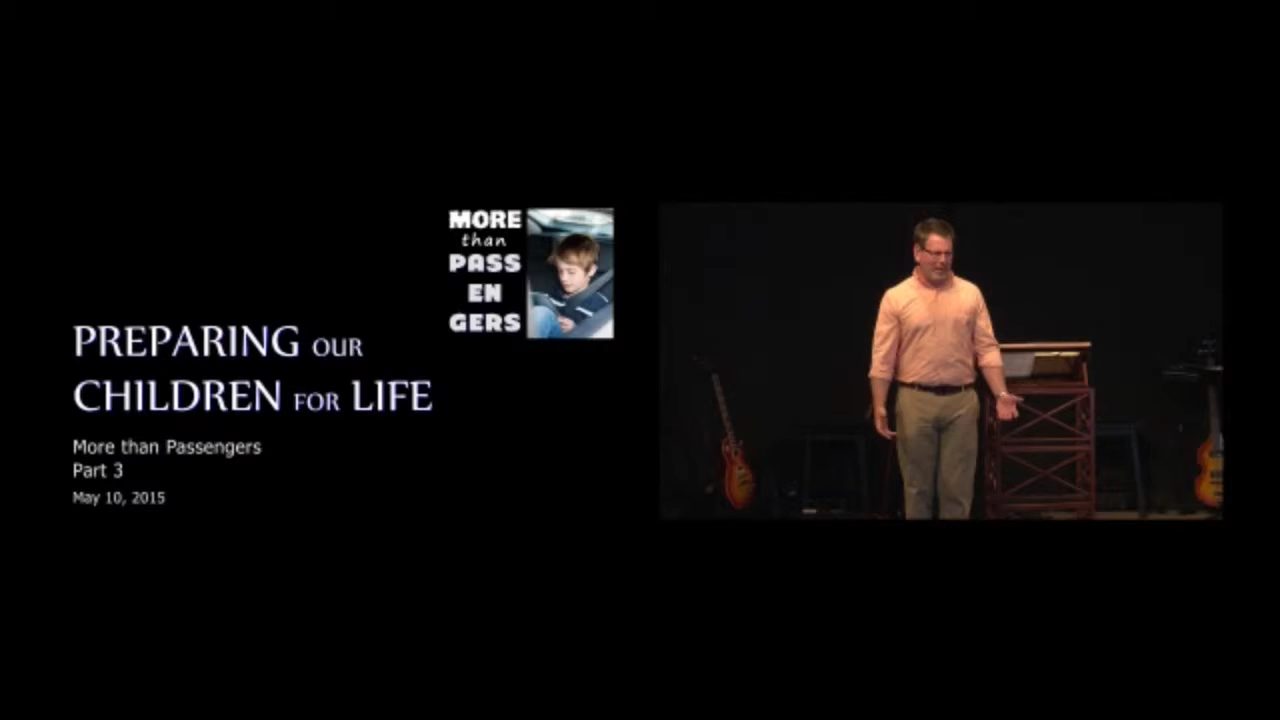 MORE
than
PASS
EN
GERS
PREPARING OUR
CHILDREN FOR LIFE
More than Passengers
Part 3
May 10, 2015